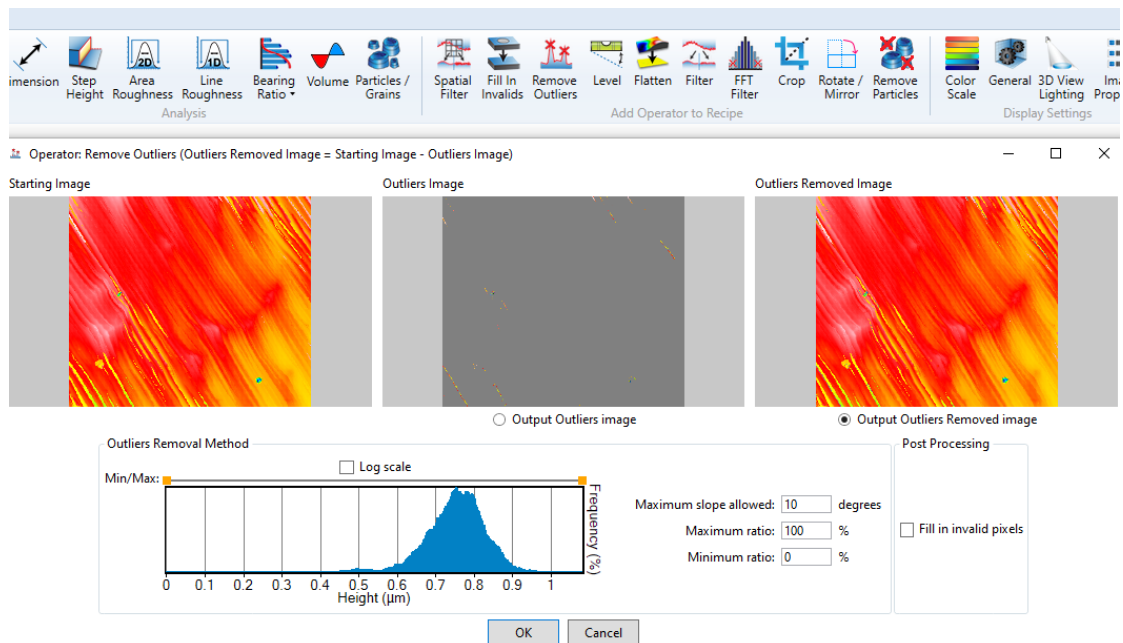 imension
Step Height
Area Roughness
Line Roughness
Bearing Ratio
Volume
Particles / Grains
Spatial Filter
Fill In Invalids
Remove Outliers
Level
Flatten
Filter
FFT Filter
Crop
Rotate / Mirror
Remove Particles
Color Scale
General
3D View Lighting
Ima Prop
Analysis
Add Operator to Recipe
Display Settings
Operator: Remove Outliers (Outliers Removed Image = Starting Image - Outliers Image)
Starting Image
Outliers Image
Outliers Removed Image
Output Outliers image
Output Outliers Removed image
Outliers Removal Method
Post Processing
Log scale
Min/Max:
Frequency (%)
0 0.1 0.2 0.3 0.4 0.5 0.6 0.7 0.8 0.9 1
Height (µm)
Maximum slope allowed: 10 degrees
Maximum ratio: 100 %
Minimum ratio: 0 %
Fill in invalid pixels
OK
Cancel
2D
1D